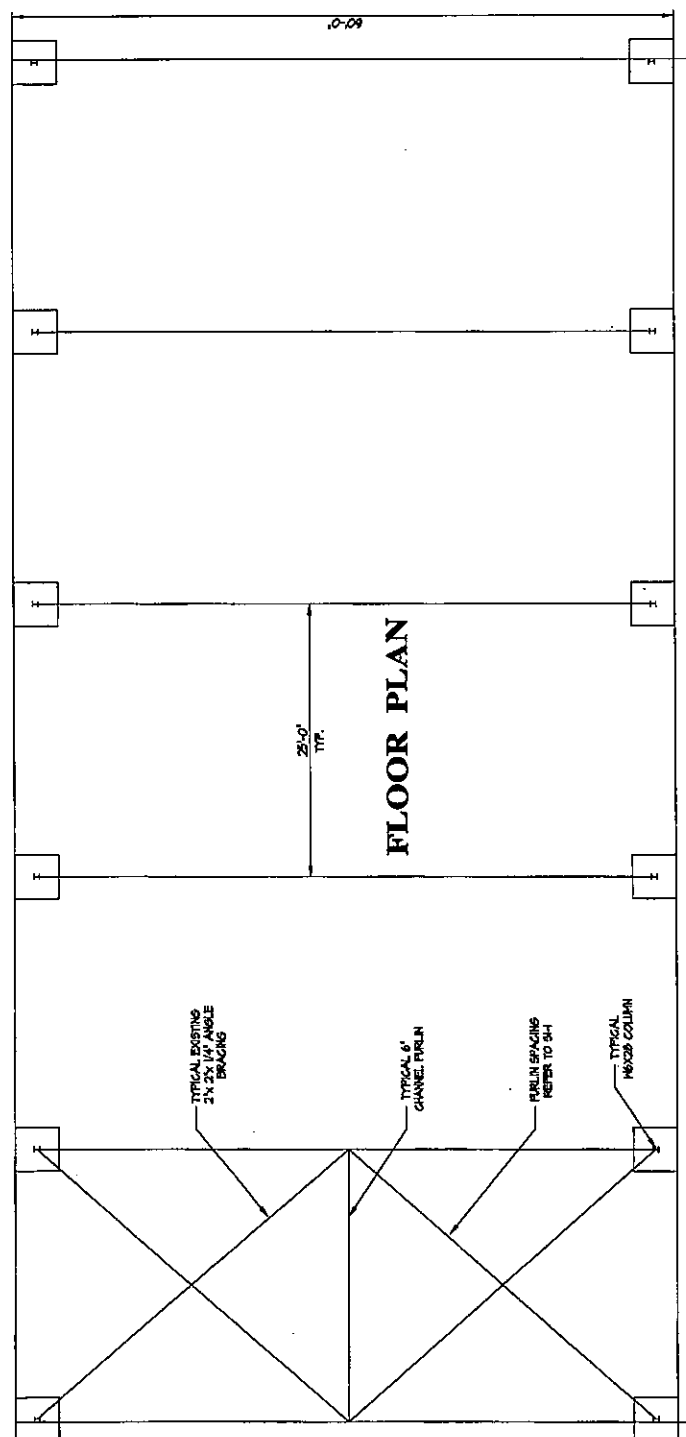 60'-0"
25'-0"
TYP.
FLOOR PLAN
TYPICAL EXISTING
2"x 2"x 1/4" ANGLE
BRACING
TYPICAL 6"
CHANNEL PURLIN
PURLIN SPACING
REFER TO SH-1
TYPICAL
COLUMN